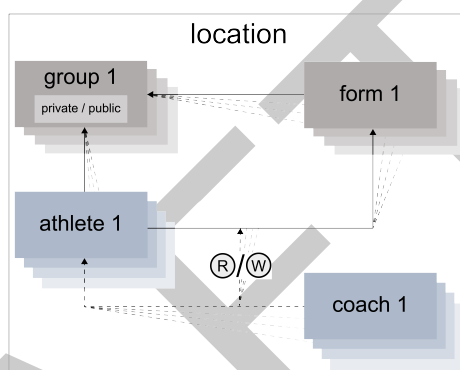 location
group 1
private / public
form 1
athlete 1
R / W
coach 1